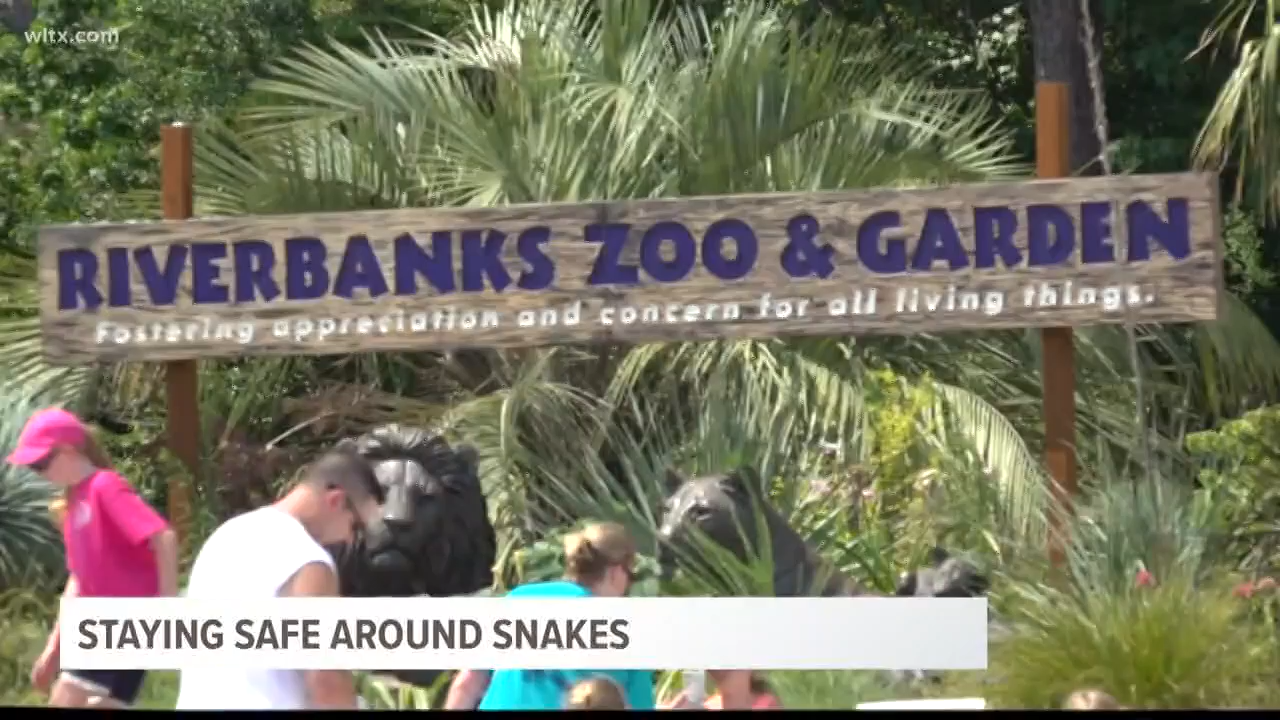 wltx.com
RIVERBANKS ZOO & GARDEN
Fostering appreciation and concern for all living things.
STAYING SAFE AROUND SNAKES